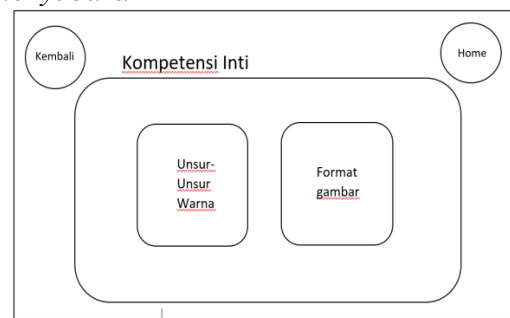 Kembali
Home
Kompetensi Inti
Unsur-
Unsur
Warna
Format
gambar